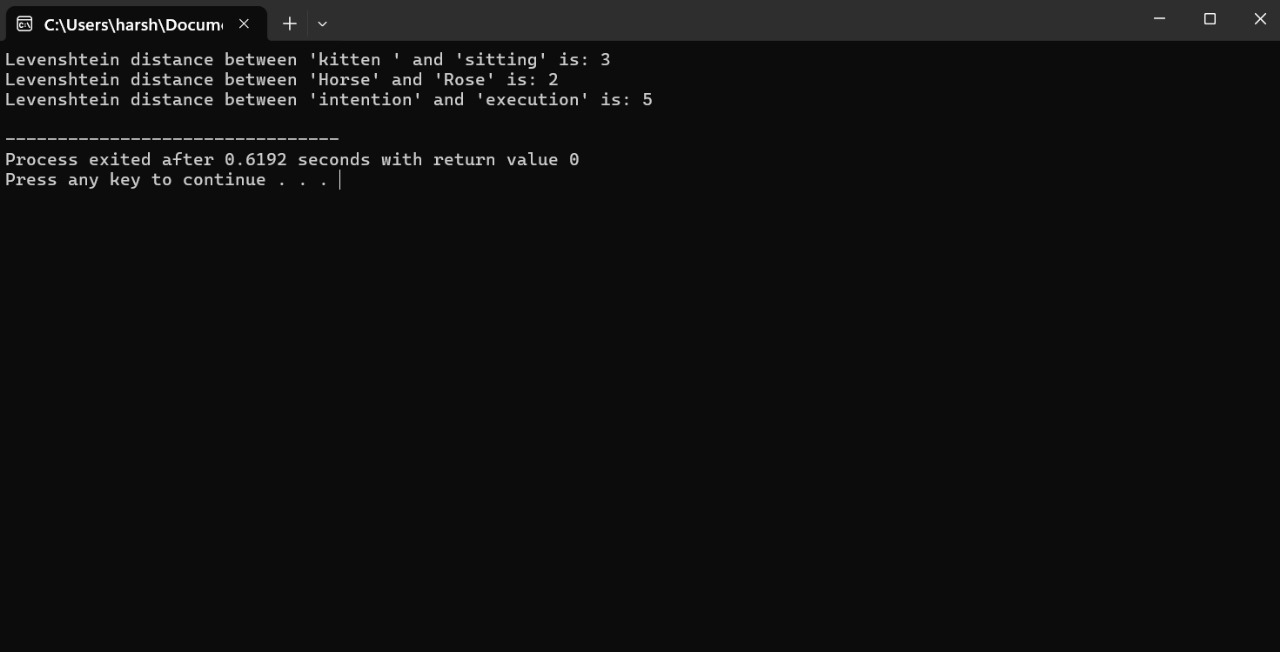 C:\Users\harsh\Docum
Levenshtein distance between 'kitten ' and 'sitting' is: 3
Levenshtein distance between 'Horse' and 'Rose' is: 2
Levenshtein distance between 'intention' and 'execution' is: 5
--------------------------------
Process exited after 0.6192 seconds with return value 0
Press any key to continue . . .